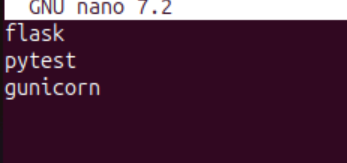 GNU nano 7.2
flask
pytest
gunicorn